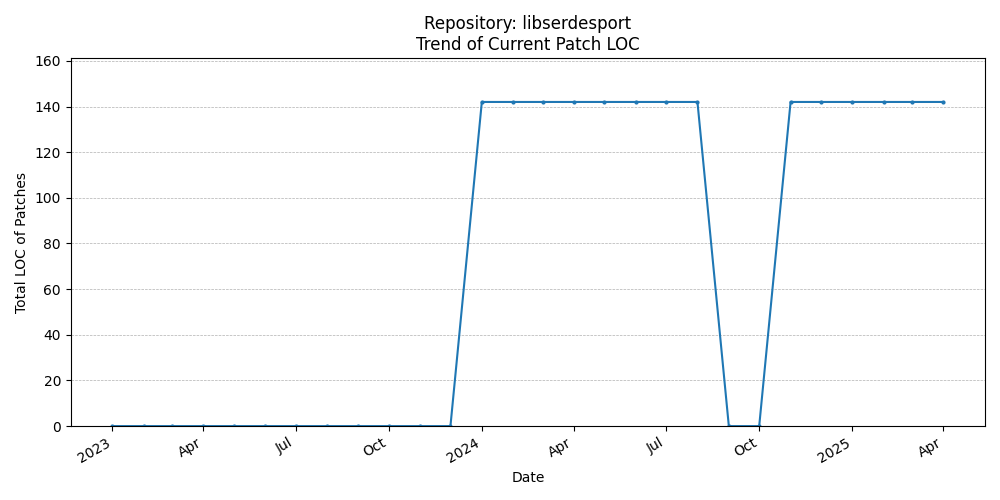 Repository: libserdesport
Trend of Current Patch LOC
160
140
120
100
80
60
40
20
0
Total LOC of Patches
2023
Apr
Jul
Oct
2024
Apr
Jul
Oct
2025
Apr
Date